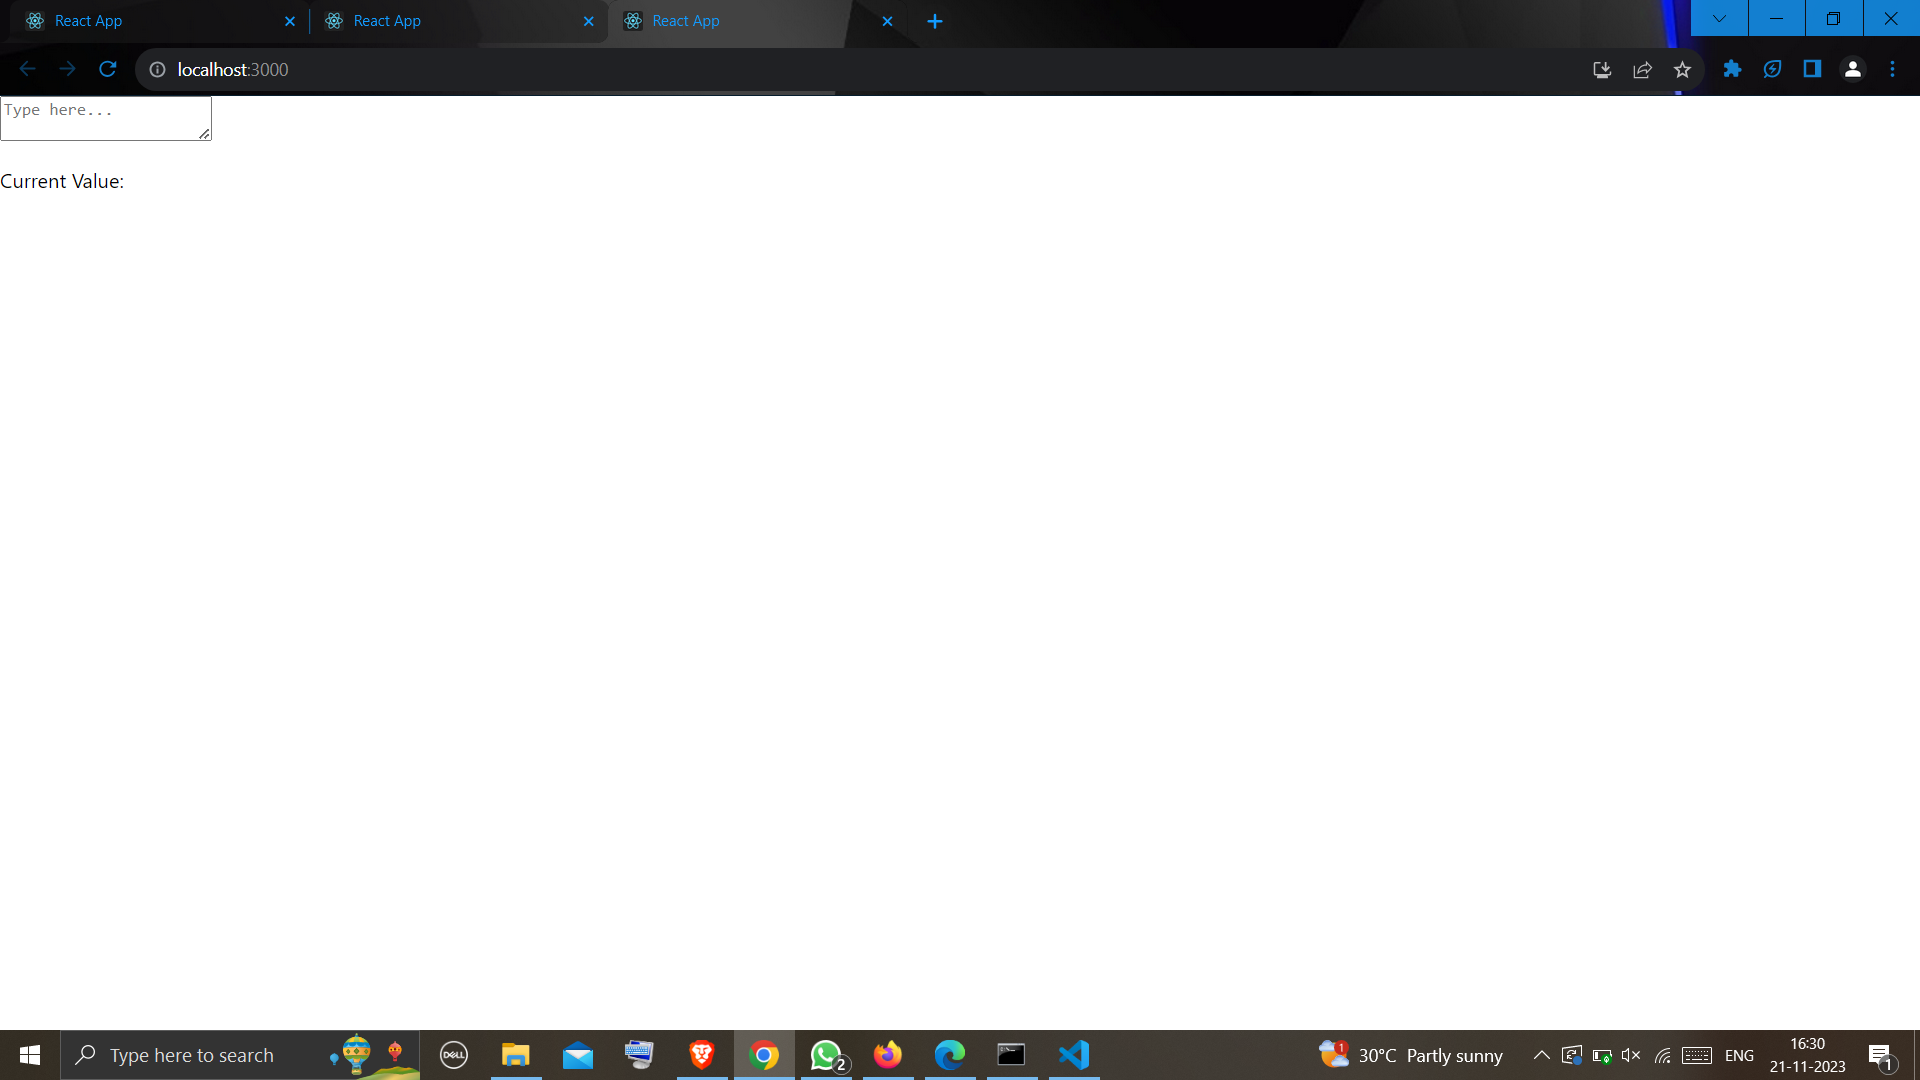 React App
React App
React App
localhost:3000
Type here...
Current Value:
Type here to search
DELL
2
1
30°C Partly sunny
ENG
16:30
21-11-2023
1